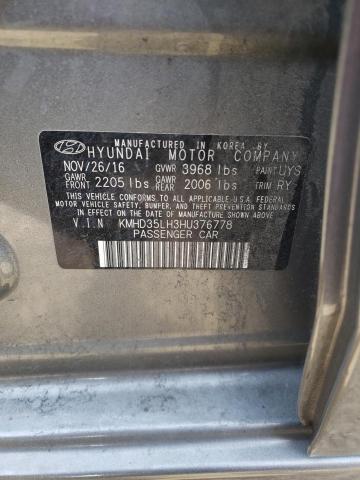 MANUFACTURED IN KOREA BY
HYUNDAI MOTOR COMPANY
NOV/26/16 GVWR 3968 lbs PAINT UYS
GAWR FRONT 2205 lbs GAWR REAR 2006 lbs TRIM RY
THIS VEHICLE CONFORMS TO ALL APPLICABLE U.S. FEDERAL
MOTOR VEHICLE SAFETY, BUMPER, AND THEFT PREVENTION
STANDARDS IN EFFECT ON THE DATE OF MANUFACTURE SHOWN ABOVE.
V.I.N KMHD35LH3HU376778
PASSENGER CAR